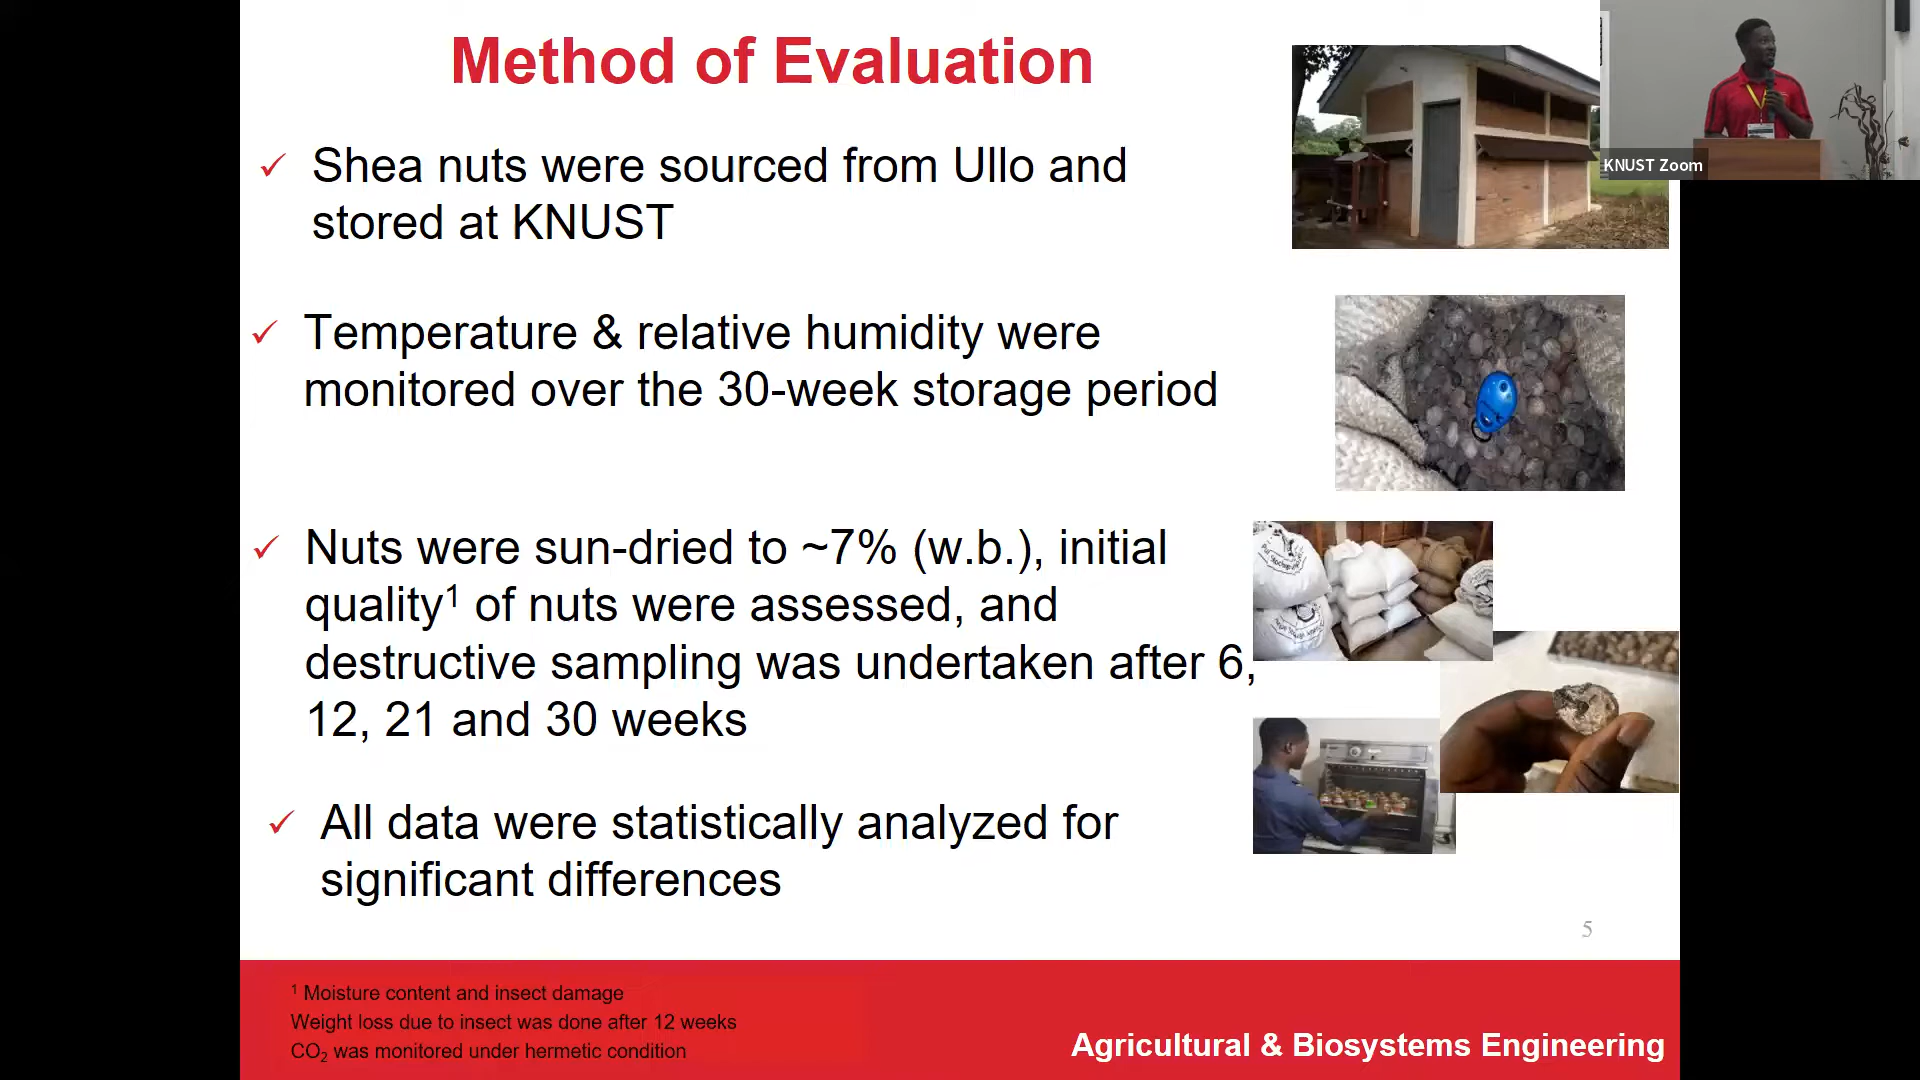 Method of Evaluation
✓ Shea nuts were sourced from Ullo and
stored at KNUST
✓ Temperature & relative humidity were
monitored over the 30-week storage period
✓ Nuts were sun-dried to ~7% (w.b.), initial
quality¹ of nuts were assessed, and
destructive sampling was undertaken after 6,
12, 21 and 30 weeks
✓ All data were statistically analyzed for
significant differences
5
¹ Moisture content and insect damage
Weight loss due to insect was done after 12 weeks
CO₂ was monitored under hermetic condition
Agricultural & Biosystems Engineering
KNUST Zoom